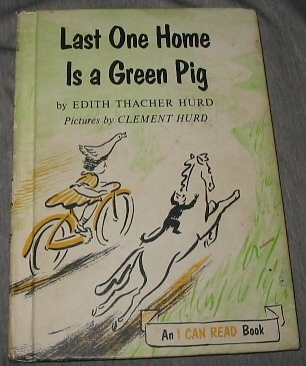 Last One Home
Is a Green Pig
by EDITH THACHER HURD
Pictures by CLEMENT HURD
An I CAN READ Book